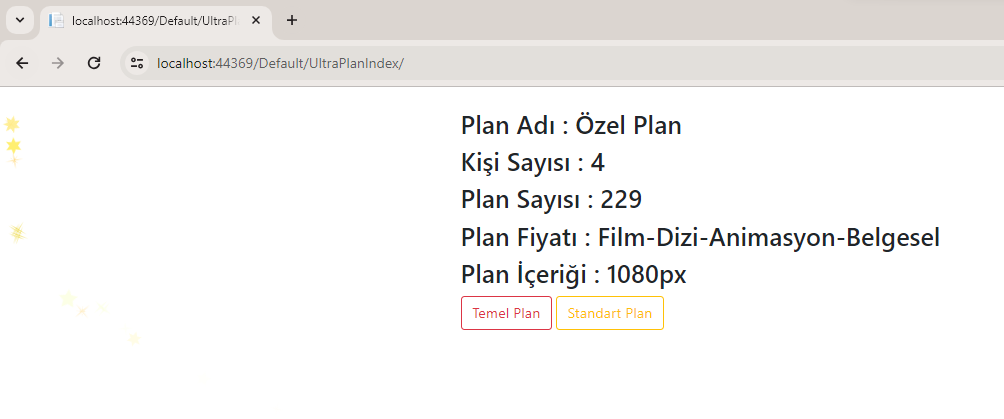 localhost:44369/Default/UltraPl
localhost:44369/Default/UltraPlanIndex/
Plan Adı : Özel Plan
Kişi Sayısı : 4
Plan Sayısı : 229
Plan Fiyatı : Film-Dizi-Animasyon-Belgesel
Plan İçeriği : 1080px
Temel Plan Standart Plan